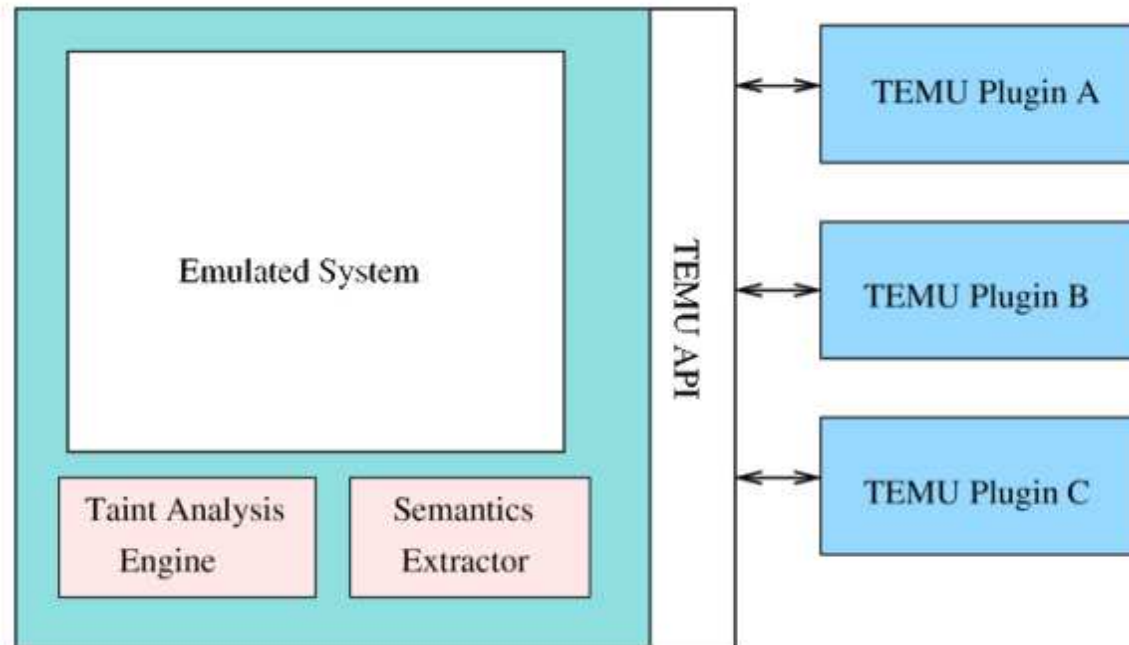 Emulated System
Taint Analysis
Engine
Semantics
Extractor
TEMU API
TEMU Plugin A
TEMU Plugin B
TEMU Plugin C